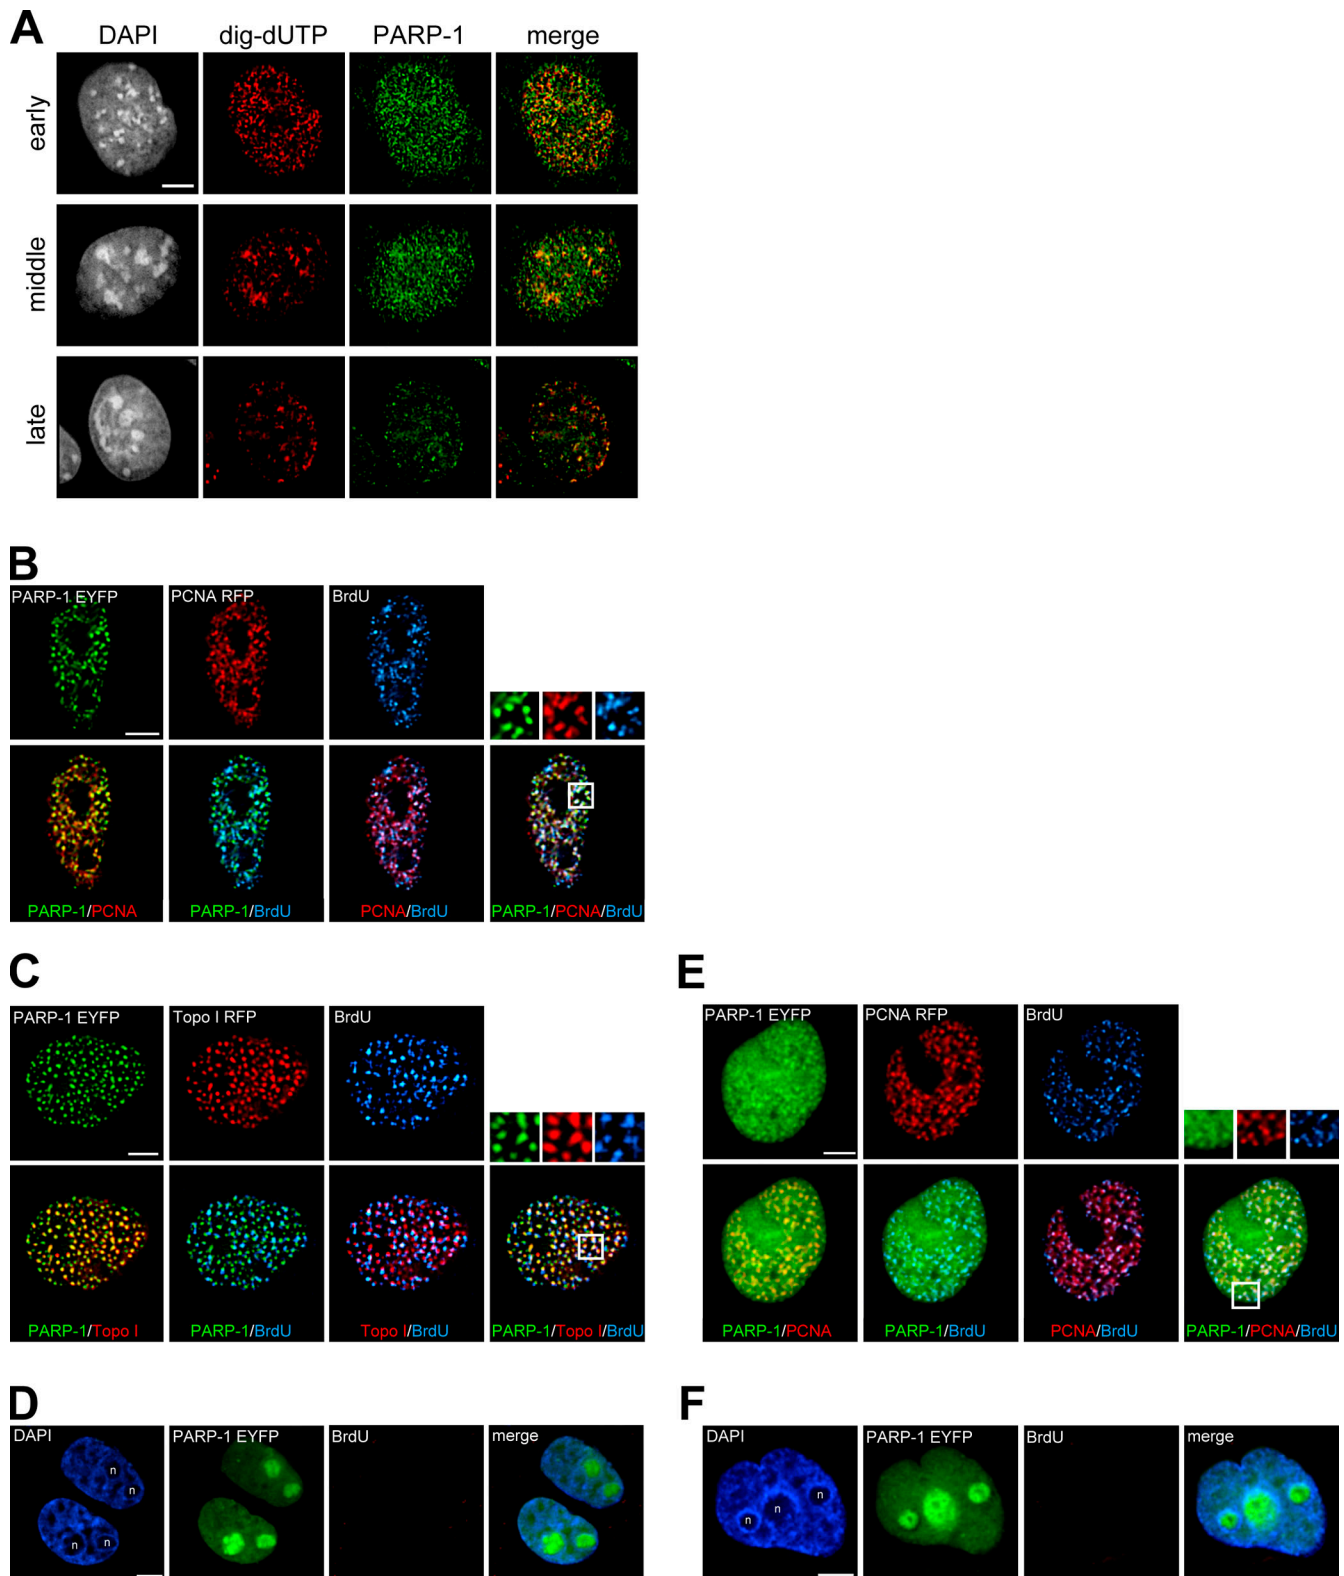 A
DAPI dig-dUTP PARP-1 merge
early
middle
late
B
PARP-1 EYFP PCNA RFP BrdU
PARP-1/PCNA PARP-1/BrdU PCNA/BrdU PARP-1/PCNA/BrdU
C
PARP-1 EYFP Topo I RFP BrdU
PARP-1/Topo I PARP-1/BrdU Topo I/BrdU PARP-1/Topo I/BrdU
E
PARP-1 EYFP PCNA RFP BrdU
PARP-1/PCNA PARP-1/BrdU PCNA/BrdU PARP-1/PCNA/BrdU
D
DAPI PARP-1 EYFP BrdU merge
n
n
n n
F
DAPI PARP-1 EYFP BrdU merge
n
n
n